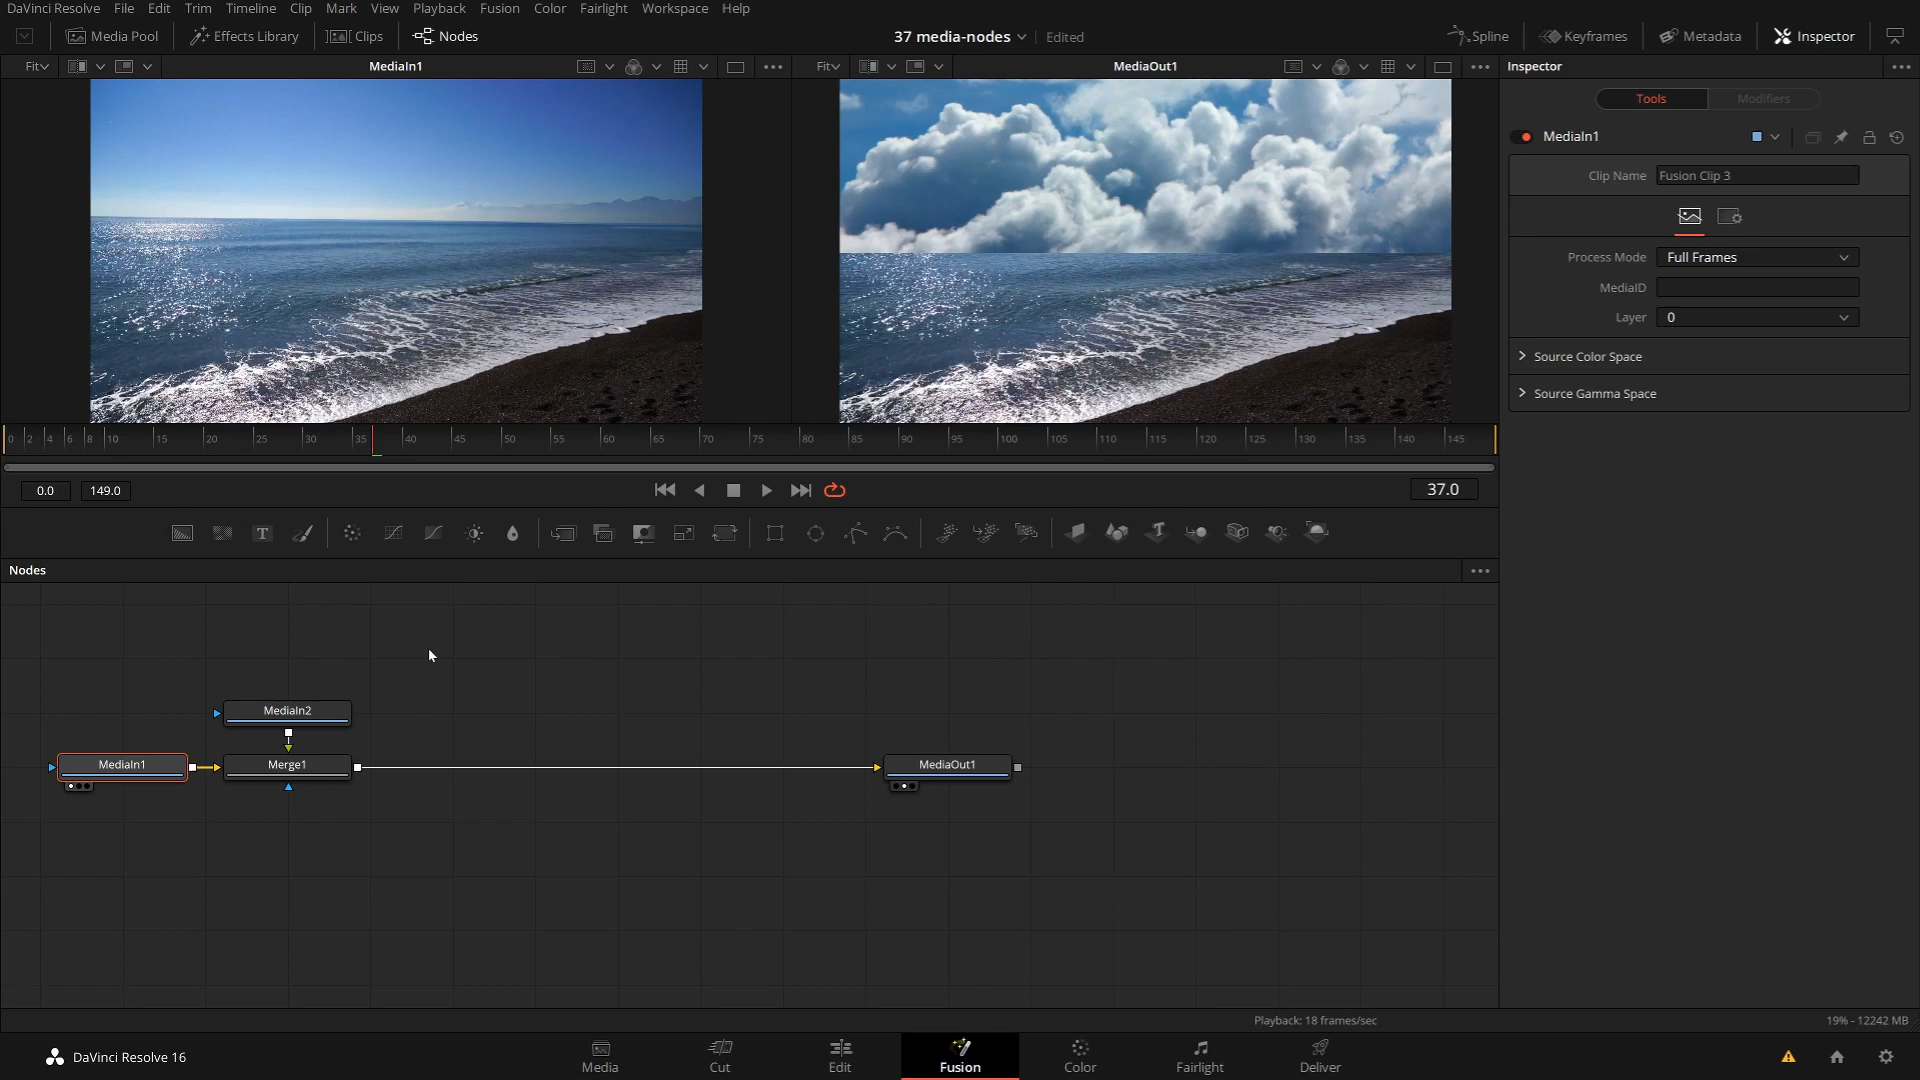 DaVinci Resolve File Edit Trim Timeline Clip Mark View Playback Fusion Color Fairlight Workspace Help
Media Pool Effects Library Clips Nodes 37 media-nodes Edited Spline Keyframes Metadata Inspector
Fit MediaIn1 Fit MediaOut1 Inspector
Tools Modifiers
MediaIn1
Clip Name Fusion Clip 3
Process Mode Full Frames
MediaID
Layer 0
Source Color Space
Source Gamma Space
0 2 4 6 8 10 15 20 25 30 35 40 45 50 55 60 65 70 75 80 85 90 95 100 105 110 115 120 125 130 135 140 145
0.0 149.0 37.0
T
Nodes
MediaIn2
MediaIn1 Merge1 MediaOut1
Playback: 18 frames/sec 19% - 12242 MB
DaVinci Resolve 16 Media Cut Edit Fusion Color Fairlight Deliver